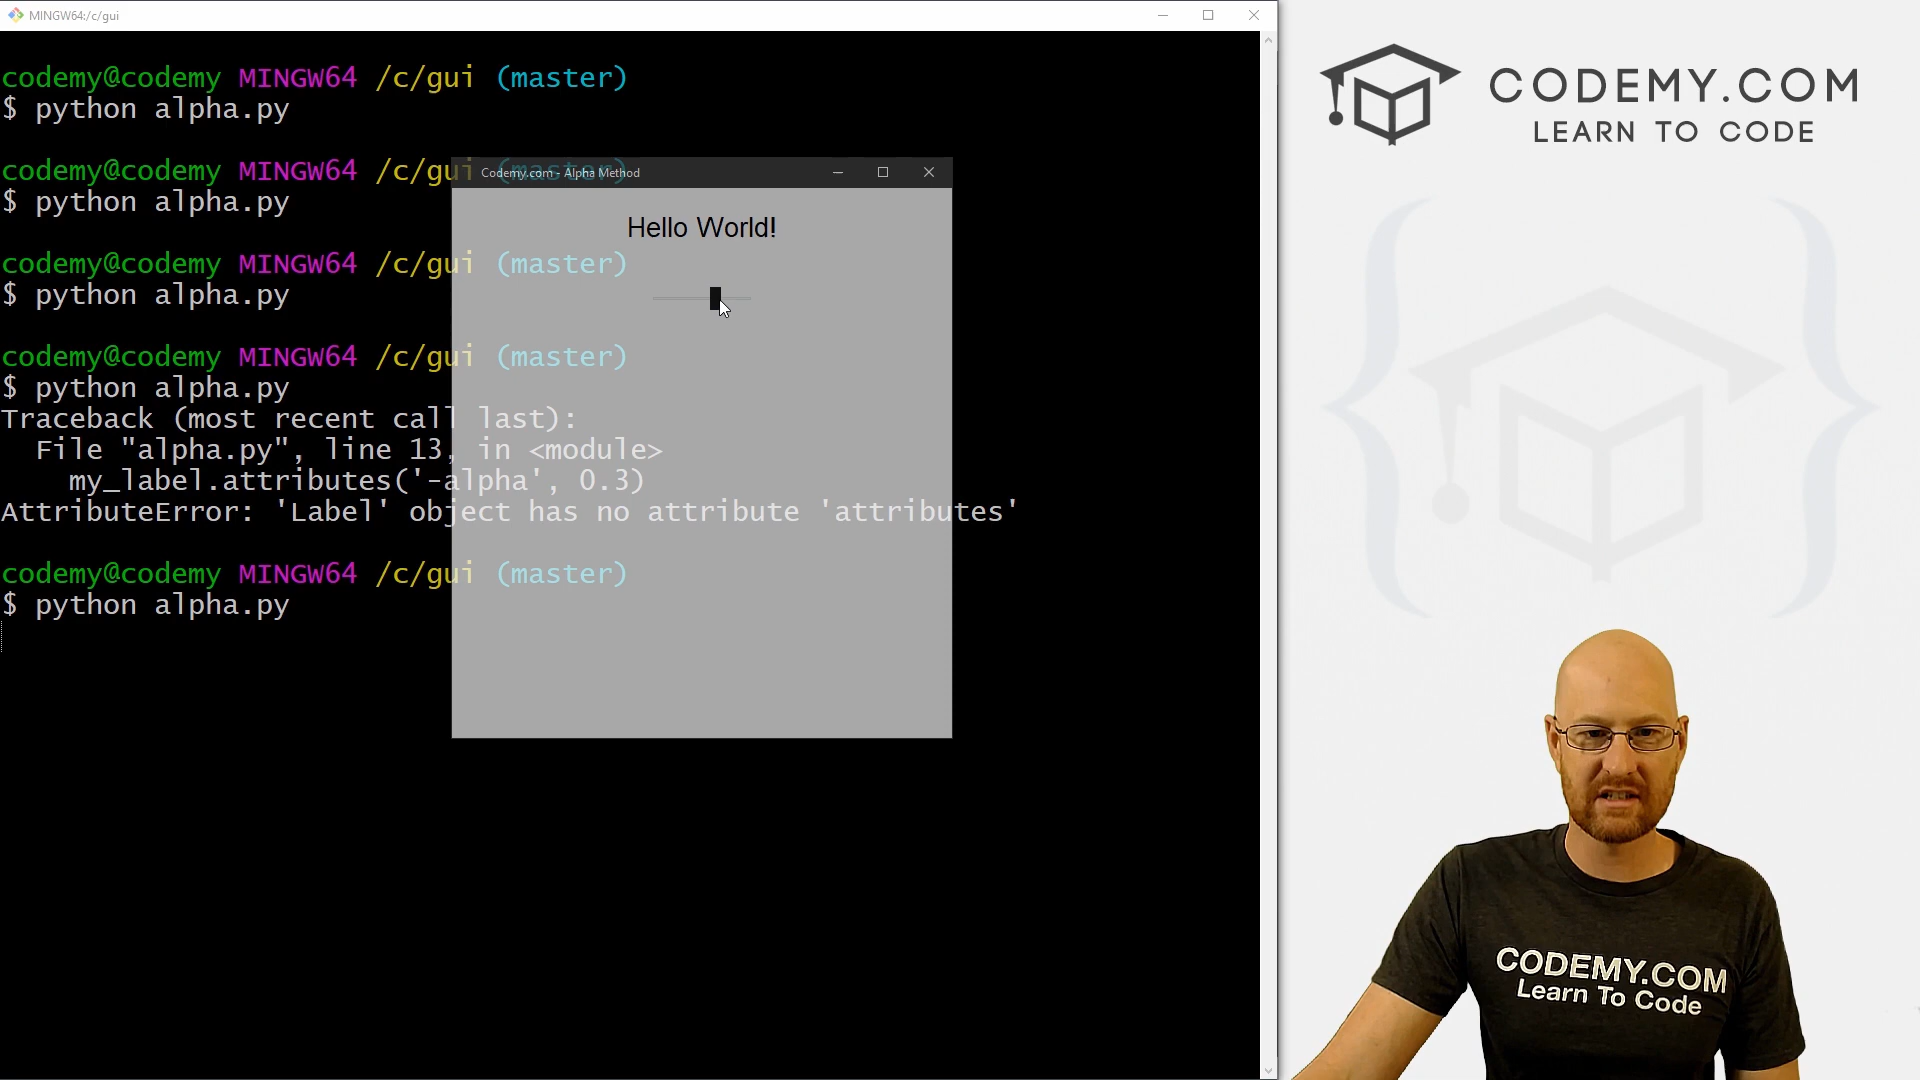 MINGW64:/c/gui
codemy@codemy MINGW64 /c/gui (master)
$ python alpha.py
codemy@codemy MINGW64 /c/gui (master)
$ python alpha.py
Codemy.com - Alpha Method
Hello World!
codemy@codemy MINGW64 /c/gui (master)
$ python alpha.py
codemy@codemy MINGW64 /c/gui (master)
$ python alpha.py
Traceback (most recent call last):
File "alpha.py", line 13, in <module>
my_label.attributes('-alpha', 0.3)
AttributeError: 'Label' object has no attribute 'attributes'
codemy@codemy MINGW64 /c/gui (master)
$ python alpha.py
CODEMY.COM
LEARN TO CODE
CODEMY.COM
Learn To Code